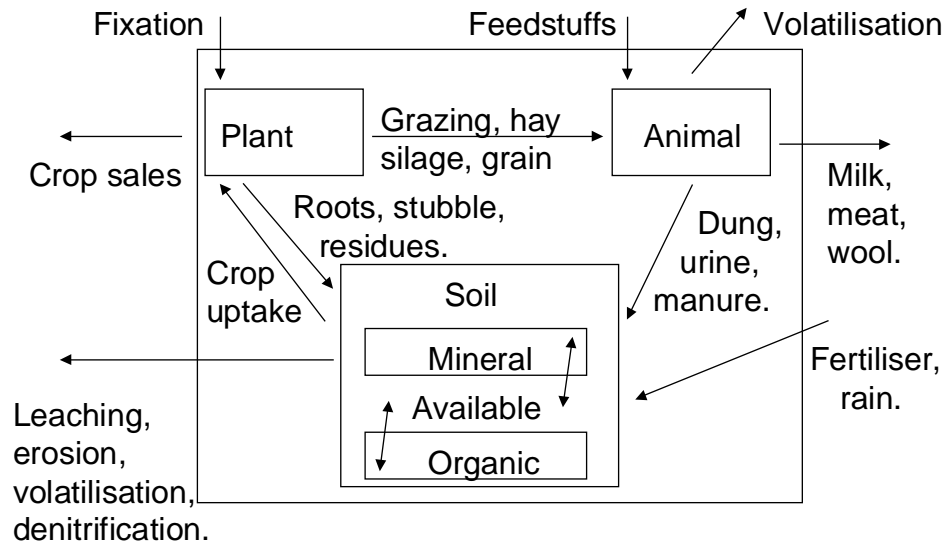 Fixation
Feedstuffs
Volatilisation
Plant
Grazing, hay
silage, grain
Animal
Crop sales
Milk,
meat,
wool.
Roots, stubble,
residues.
Dung,
urine,
manure.
Crop
uptake
Soil
Mineral
Available
Organic
Fertiliser,
rain.
Leaching,
erosion,
volatilisation,
denitrification.